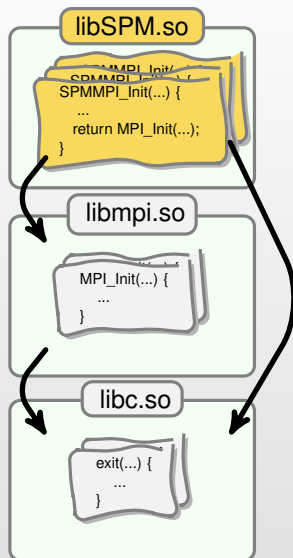 libSPM.so
SPMMPI_Init(...) {
...
return MPI_Init(...);
}
libmpi.so
MPI_Init(...) {
...
}
libc.so
exit(...) {
...
}